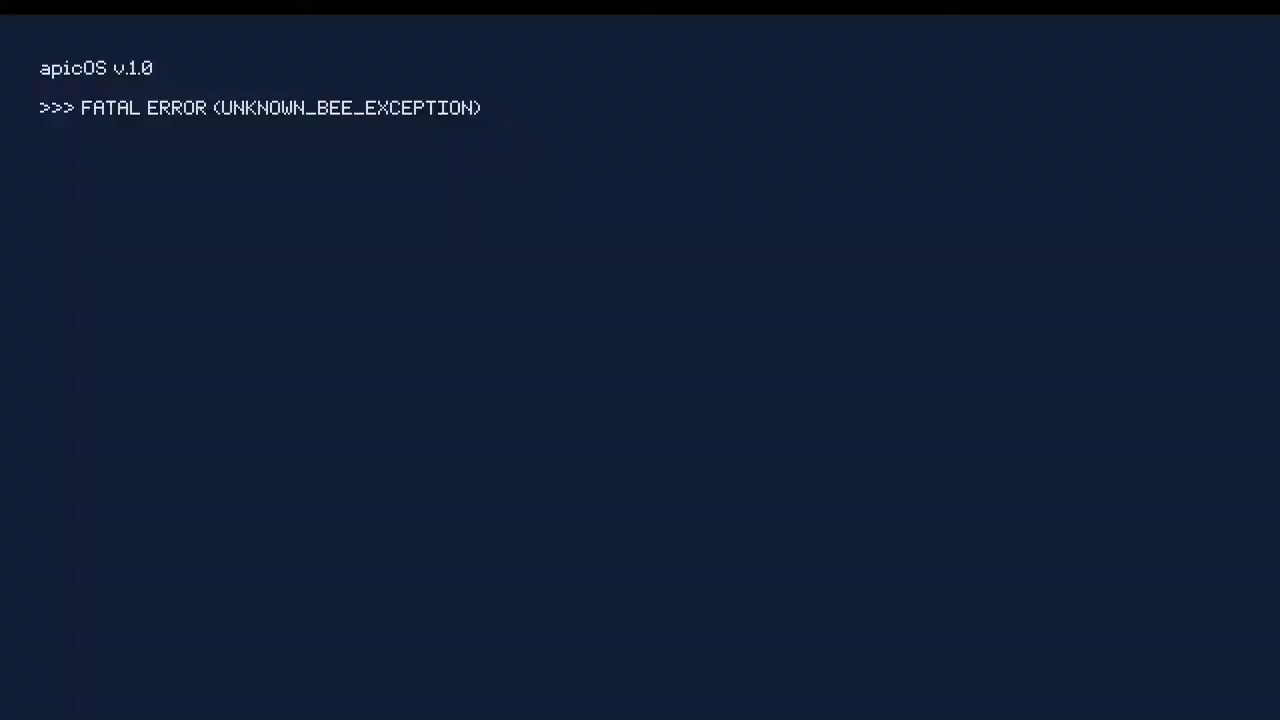 apicOS v.1.0
>>> FATAL ERROR (UNKNOWN_BEE_EXCEPTION)